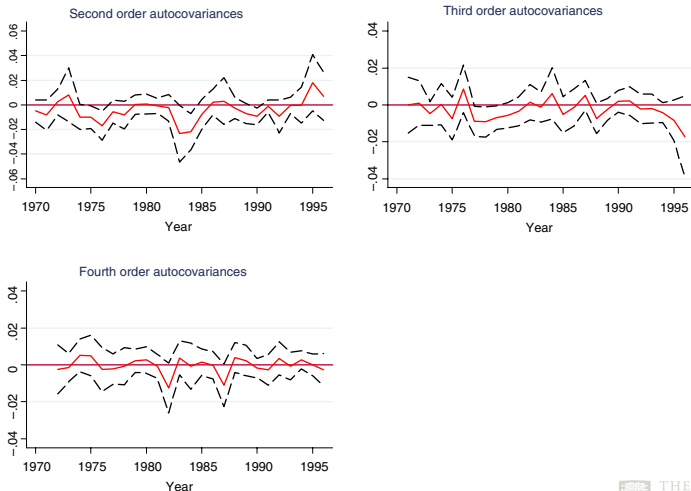 Second order autocovariances
.06
.04
.02
0
-.02
-.04
-.06
1970 1975 1980 1985 1990 1995
Year
Third order autocovariances
.04
.02
0
-.02
-.04
1970 1975 1980 1985 1990 1995
Year
Fourth order autocovariances
.04
.02
0
-.02
-.04
1970 1975 1980 1985 1990 1995
Year
THE